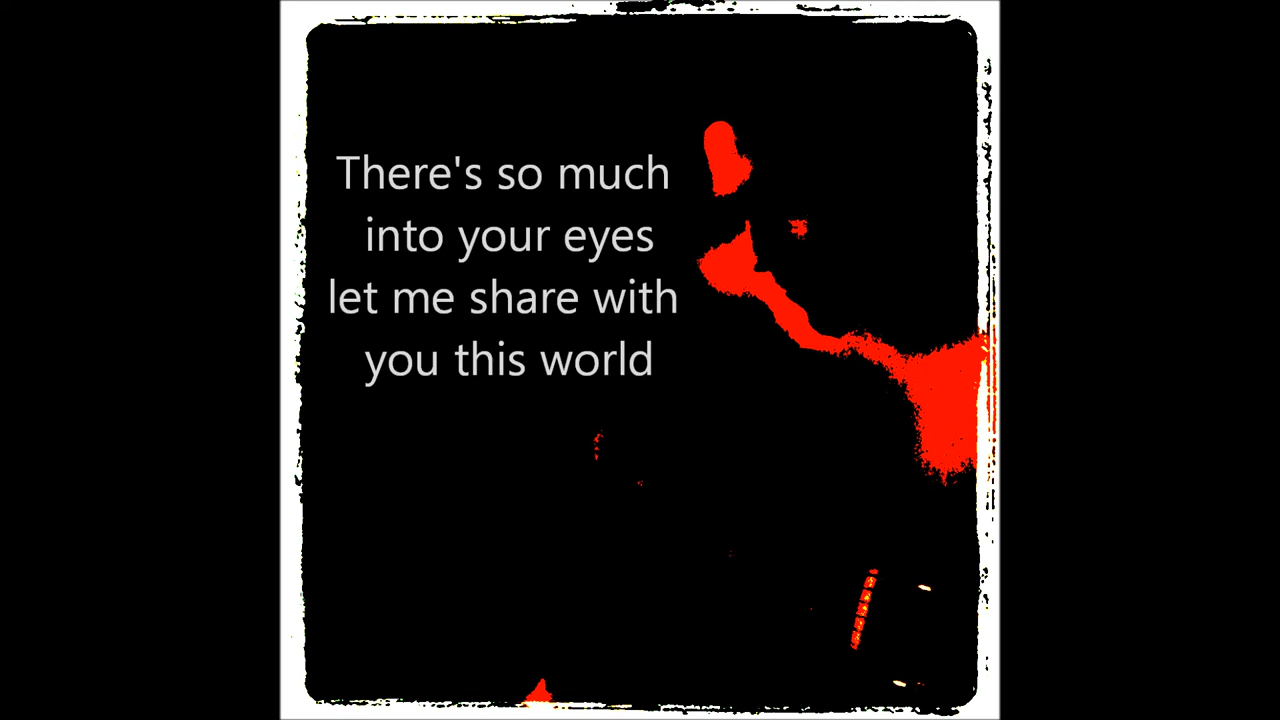 There's so much
into your eyes
let me share with
you this world